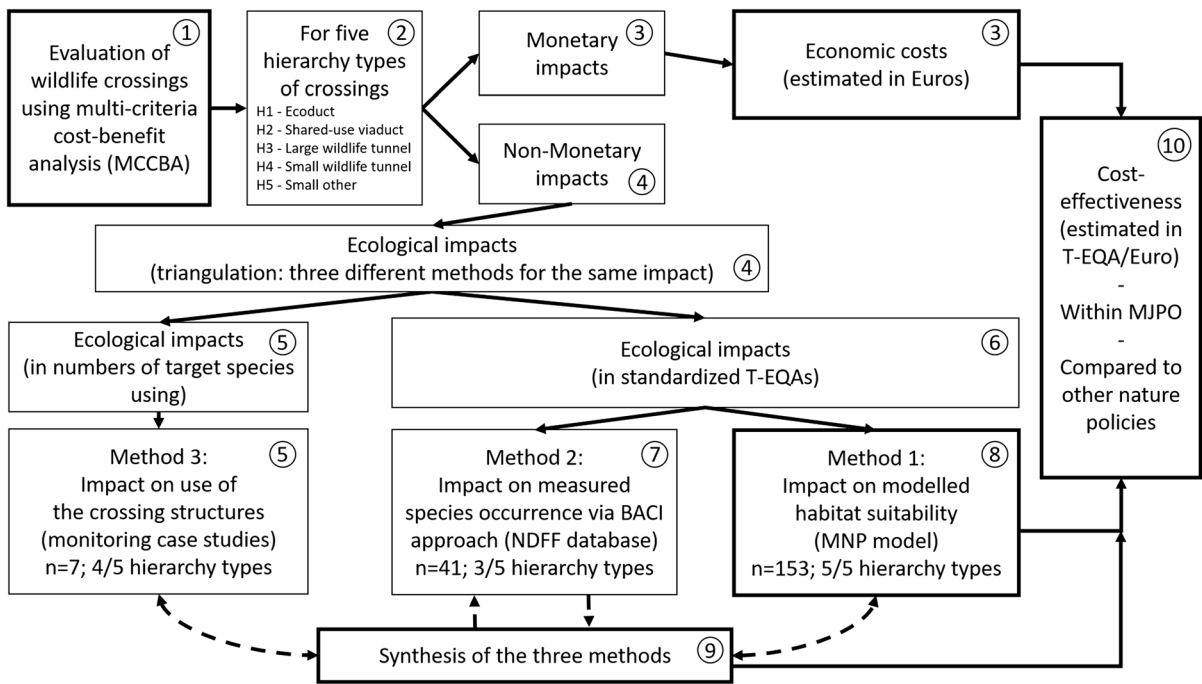 ①
Evaluation of
wildlife crossings
using multi-criteria
cost-benefit
analysis (MCCBA)
②
For five
hierarchy types
of crossings
H1 - Ecoduct
H2 - Shared-use viaduct
H3 - Large wildlife tunnel
H4 - Small wildlife tunnel
H5 - Small other
③
Monetary
impacts
③
Economic costs
(estimated in Euros)
Non-Monetary
impacts
④
Ecological impacts
(triangulation: three different methods for the same impact)
④
Ecological impacts
(in numbers of target species
using)
⑤
Ecological impacts
(in standardized T-EQAs)
⑥
⑤
Method 3:
Impact on use of
the crossing structures
(monitoring case studies)
n=7; 4/5 hierarchy types
⑦
Method 2:
Impact on measured
species occurrence via BACI
approach (NDFF database)
n=41; 3/5 hierarchy types
⑧
Method 1:
Impact on modelled
habitat suitability
(MNP model)
n=153; 5/5 hierarchy types
Synthesis of the three methods
⑨
⑩
Cost-
effectiveness
(estimated in
T-EQA/Euro)
-
Within MJPO
-
Compared to
other nature
policies